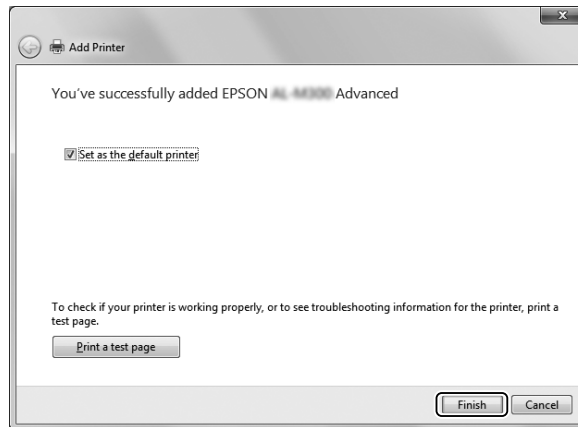 Add Printer
You've successfully added EPSON Advanced
Set as the default printer
To check if your printer is working properly, or to see troubleshooting information for the printer, print a
test page.
Print a test page
Finish Cancel